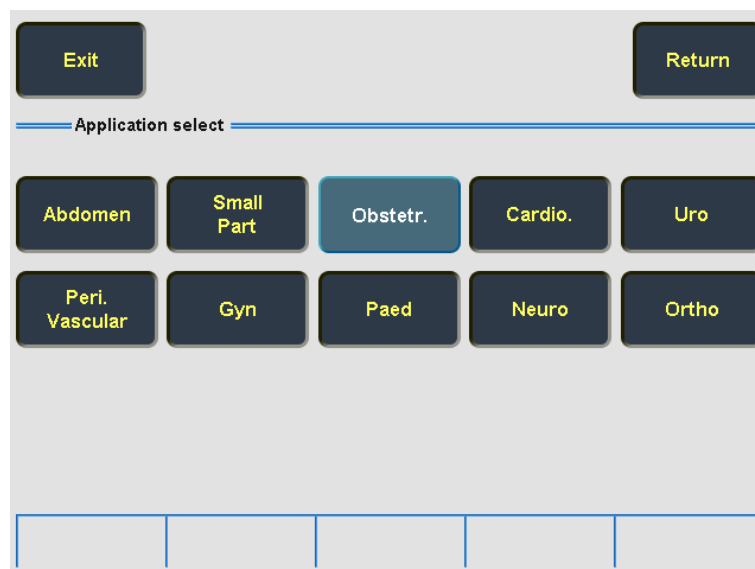 Exit
Return
Application select
Abdomen
Small
Part
Obstetr.
Cardio.
Uro
Peri.
Vascular
Gyn
Paed
Neuro
Ortho